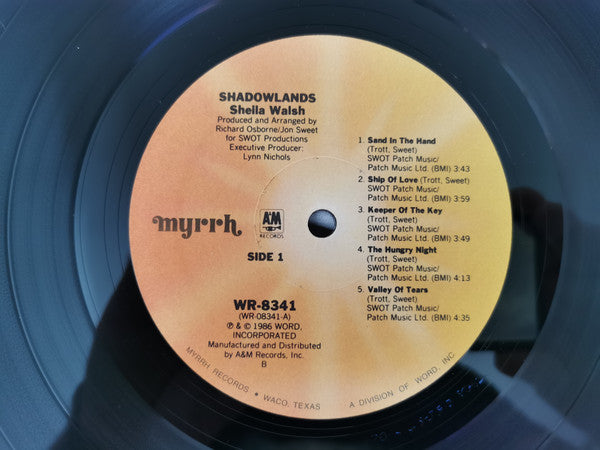 SHADOWLANDS
Sheila Walsh
Produced and Arranged by
Richard Osborne/Jon Sweet
for SWOT Productions
Executive Producer:
Lynn Nichols
myrrh
A&M
RECORDS
SIDE 1
WR-8341
(WR-08341-A)
℗ & © 1986 WORD,
INCORPORATED
Manufactured and Distributed
by A&M Records, Inc.
B
1. Sand In The Hand
(Trott, Sweet)
SWOT Patch Music/
Patch Music Ltd. (BMI) 3:43
2. Ship Of Love (Trott, Sweet)
SWOT Patch Music/
Patch Music Ltd. (BMI) 3:59
3. Keeper Of The Key
(Trott, Sweet)
SWOT Patch Music/
Patch Music Ltd. (BMI) 3:49
4. The Hungry Night
(Trott, Sweet)
SWOT Patch Music/
Patch Music Ltd. (BMI) 4:13
5. Valley Of Tears
(Trott, Sweet)
SWOT Patch Music/
Patch Music Ltd. (BMI) 4:35
MYRRH RECORDS • WACO, TEXAS A DIVISION OF WORD, INC.